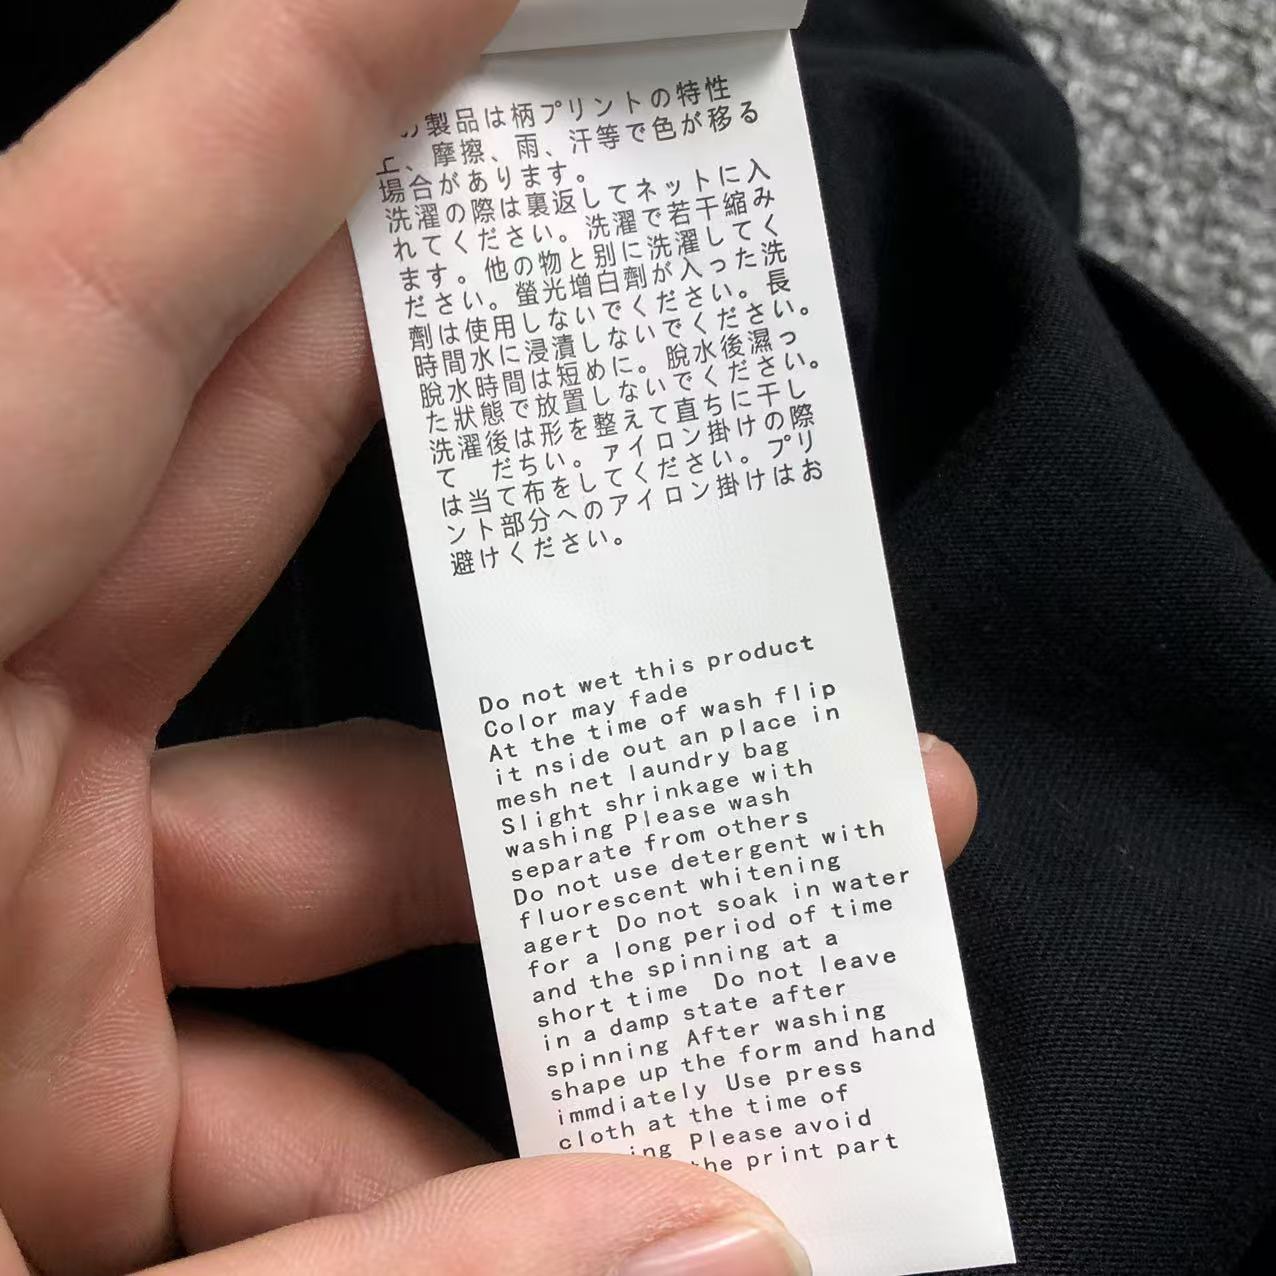 製品は柄プリントの特性
上、摩擦、雨、汗等で色が移る
場合があります。
洗濯の際は裏返してネットに入
れてください。洗濯で若干縮み
ます。他の物と別に洗濯してく
ださい。螢光增白劑が入った洗
劑は使用しないでください。長
時間水に浸漬しないでください。
脫水時間は短めに。脫水後濕っ
た狀態で放置しないでください。
洗濯後は形を整えて直ちに干し
て だちい。アイロン掛けの際
は当て布をしてください。プリ
ント部分へのアイロン掛けはお
避けください。
Do not wet this product
Color may fade
At the time of wash flip
it nside out an place in
mesh net laundry bag
Slight shrinkage with
washing Please wash
separate from others
Do not use detergent with
fluorescent whitening
agert Do not soak in water
for a long period of time
and the spinning at a
short time Do not leave
in a damp state after
spinning After washing
shape up the form and hand
immdiately Use press
cloth at the time of
ing Please avoid
the print part